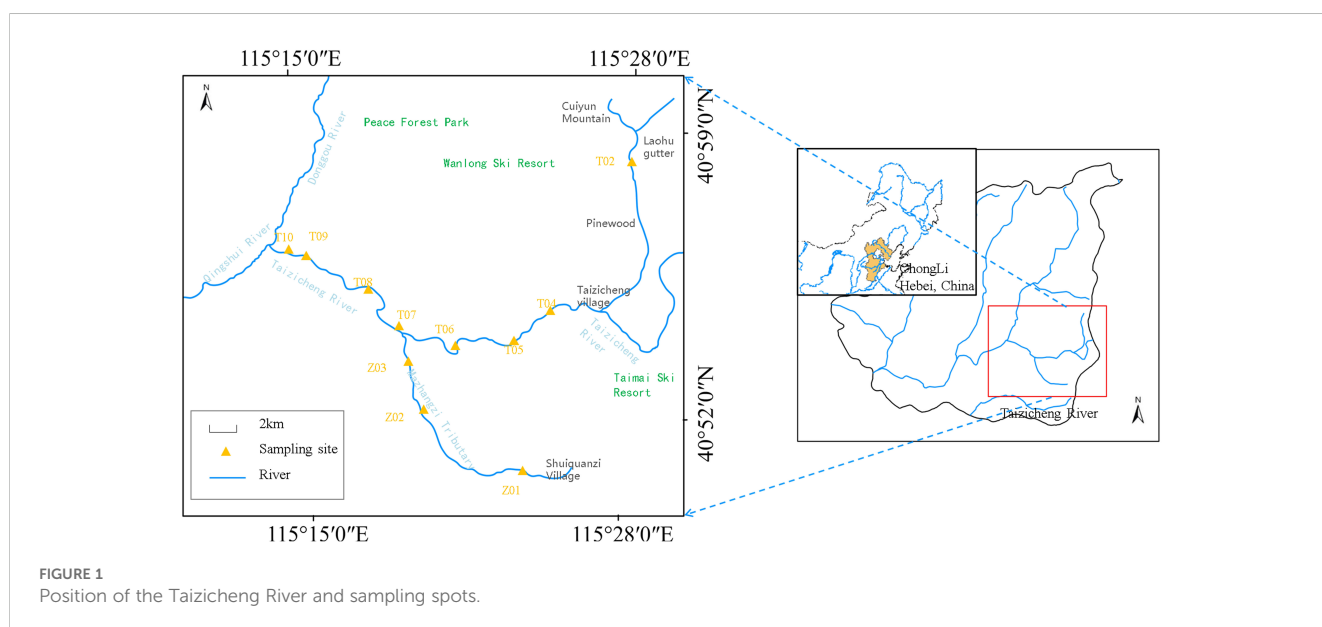 115°15′0″E
115°28′0″E
N
Cuiyun
Mountain
Peace Forest Park
Laohu
gutter
Wanlong Ski Resort
T02
40°59′0″N
Donggou River
Pinewood
Qingshui River
T10
T09
Taizicheng River
T08
Taizicheng
village
T04
T07
T06
T05
Taizicheng
River
Z03
Taimai Ski
Resort
Machangzi Tributary
Z02
40°52′0″N
2km
Sampling site
River
Shuiguanzi
Village
Z01
115°15′0″E
115°28′0″E
ChongLi
Hebei, China
Taizicheng River
N
FIGURE 1
Position of the Taizicheng River and sampling spots.